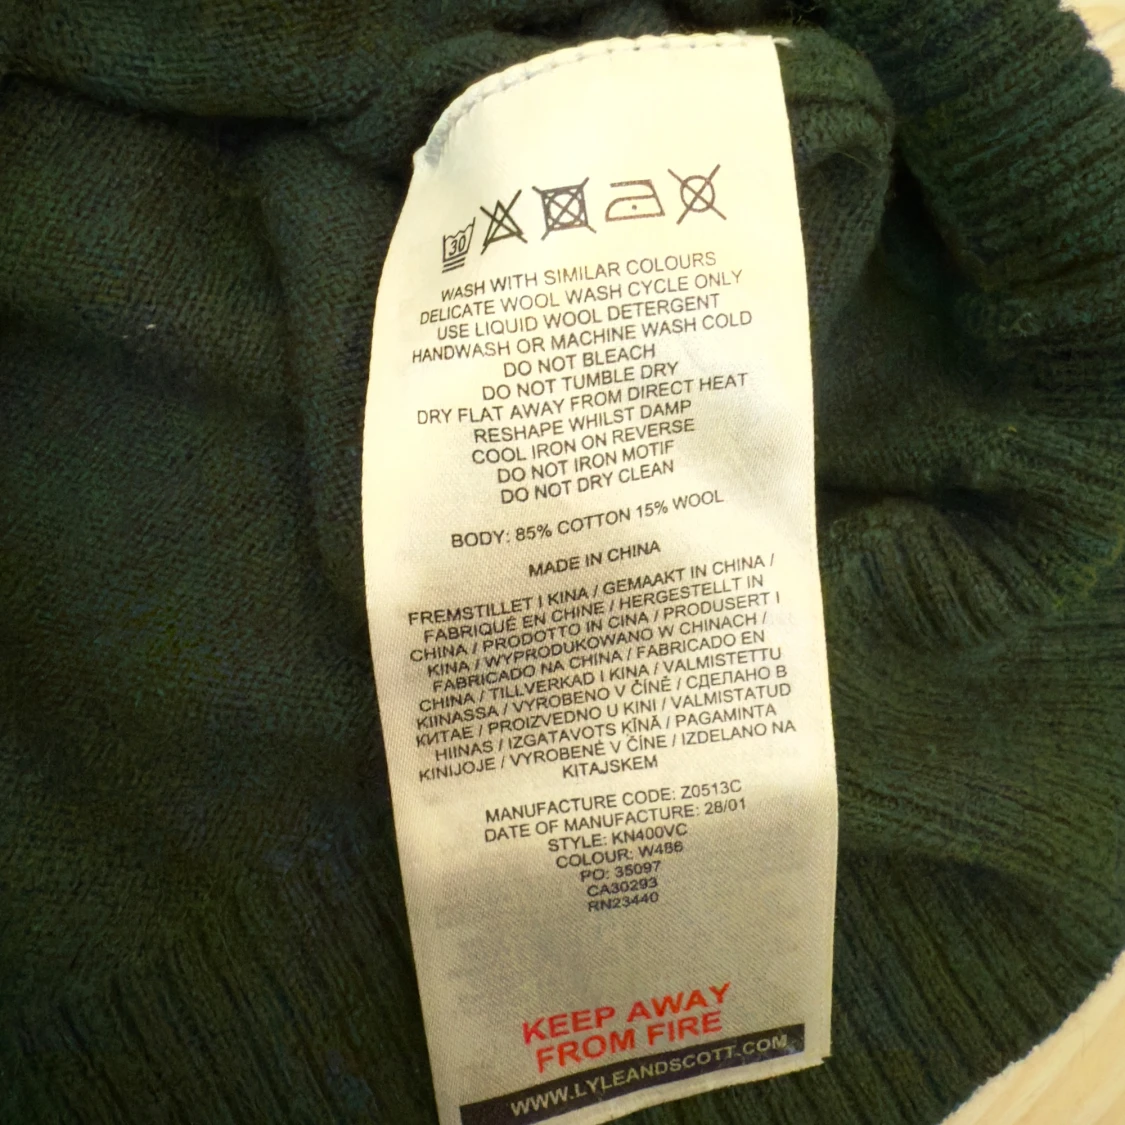 30
WASH WITH SIMILAR COLOURS
DELICATE WOOL WASH CYCLE ONLY
USE LIQUID WOOL DETERGENT
HANDWASH OR MACHINE WASH COLD
DO NOT BLEACH
DO NOT TUMBLE DRY
DRY FLAT AWAY FROM DIRECT HEAT
RESHAPE WHILST DAMP
COOL IRON ON REVERSE
DO NOT IRON MOTIF
DO NOT DRY CLEAN
BODY: 85% COTTON 15% WOOL
MADE IN CHINA
FREMSTILLET I KINA / GEMAAKT IN CHINA /
FABRIQUÉ EN CHINE / HERGESTELLT IN
CHINA / PRODOTTO IN CINA / PRODUSERT I
KINA / WYPRODUKOWANO W CHINACH /
FABRICADO NA CHINA / FABRICADO EN
CHINA / TILLVERKAD I KINA / VALMISTETTU
KIINASSA / VYROBENO V ČÍNĚ / СДЕЛАНО В
КИТАЕ / PROIZVEDNO U KINI / VALMISTATUD
HIINAS / IZGATAVOTS ĶĪNĀ / PAGAMINTA
KINIJOJE / VYROBENÉ V ČÍNE / IZDELANO NA
KITAJSKEM
MANUFACTURE CODE: Z0513C
DATE OF MANUFACTURE: 28/01
STYLE: KN400VC
COLOUR: W486
PO: 35097
CA30293
RN23440
KEEP AWAY
FROM FIRE
WWW.LYLEANDSCOTT.COM